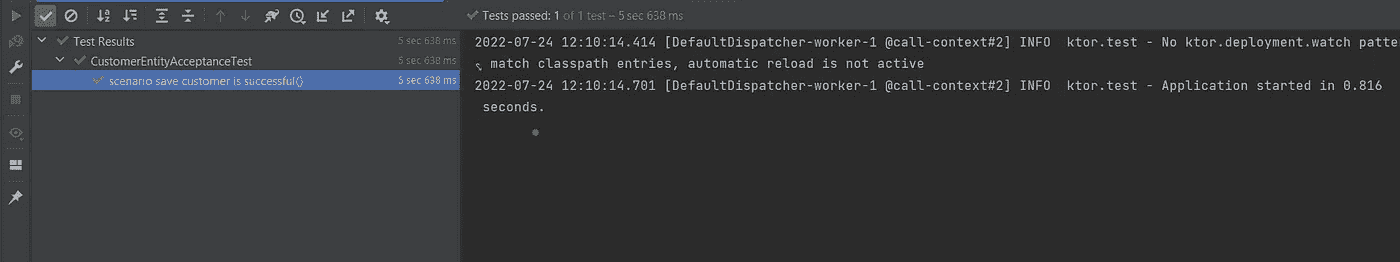 Tests passed: 1 of 1 test – 5 sec 638 ms
Test Results 5 sec 638 ms
CustomerEntityAcceptanceTest 5 sec 638 ms
scenario save customer is successful() 5 sec 638 ms
2022-07-24 12:10:14.414 [DefaultDispatcher-worker-1 @call-context#2] INFO  ktor.test - No ktor.deployment.watch patte
match classpath entries, automatic reload is not active
2022-07-24 12:10:14.701 [DefaultDispatcher-worker-1 @call-context#2] INFO  ktor.test - Application started in 0.816
seconds.